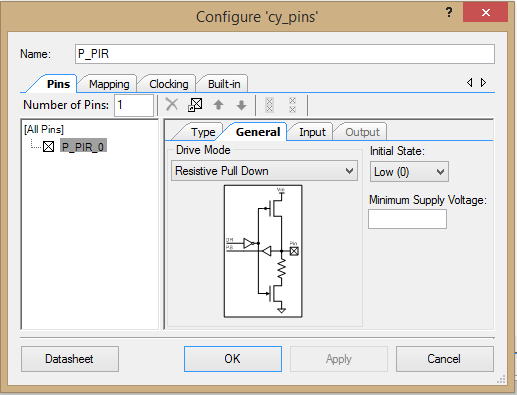 Configure 'cy_pins'
?
Name: P_PIR
Pins Mapping Clocking Built-in
Number of Pins: 1
[All Pins]
P_PIR_0
Type General Input Output
Drive Mode
Resistive Pull Down
Initial State:
Low (0)
Minimum Supply Voltage:
DR
PS
Pin
Datasheet OK Apply Cancel